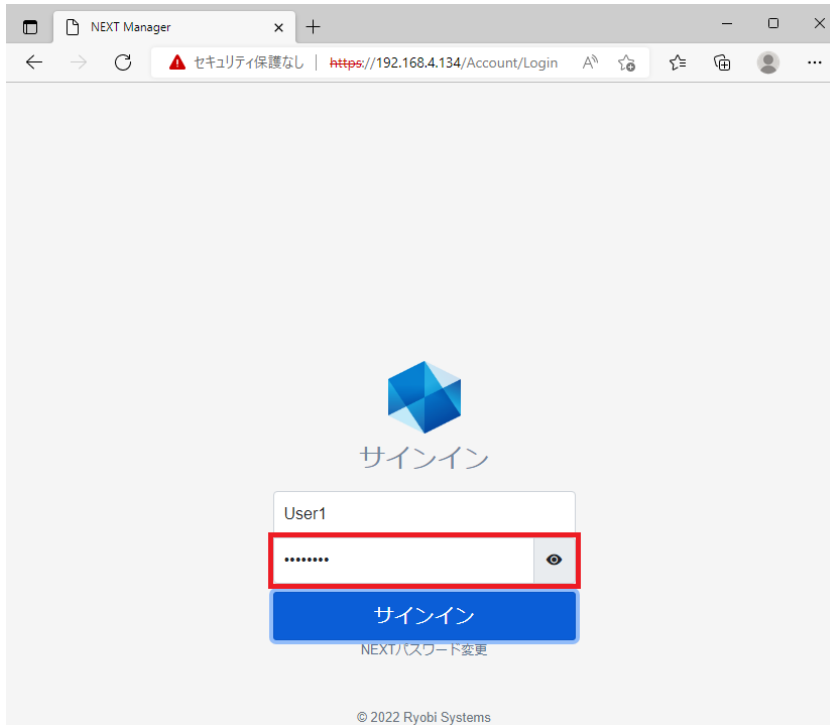 NEXT Manager
セキュリティ保護なし | https://192.168.4.134/Account/Login
サインイン
User1
••••••••
サインイン
NEXTパスワード変更
© 2022 Ryobi Systems